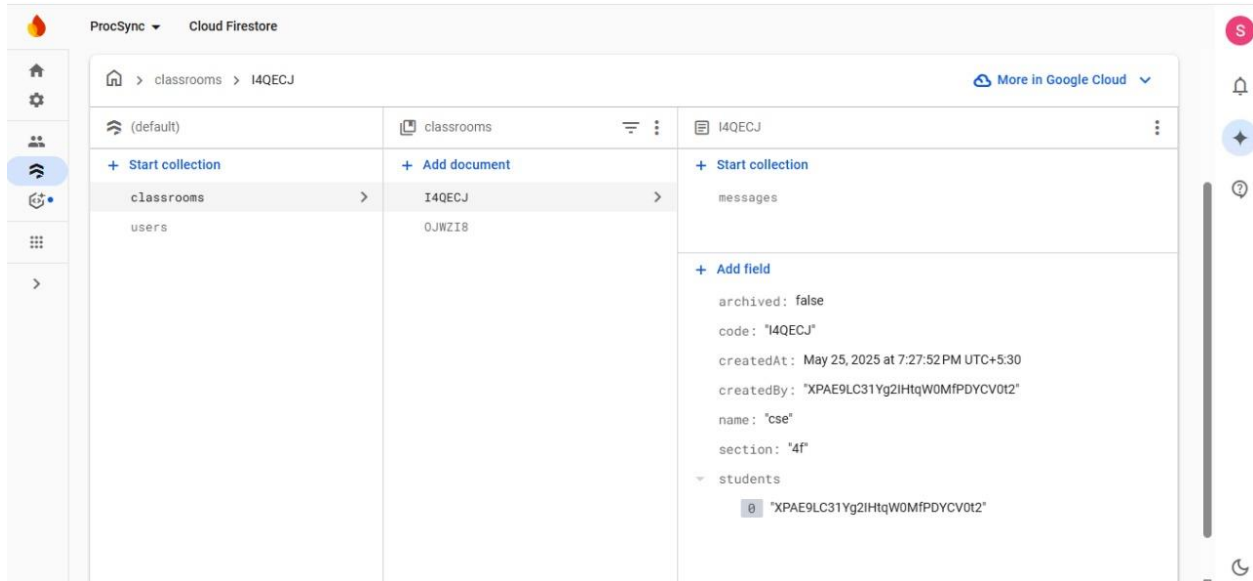 ProcSync Cloud Firestore
S
classrooms > I4QECJ
More in Google Cloud
(default)
classrooms
I4QECJ
+ Start collection
+ Add document
+ Start collection
classrooms
I4QECJ
messages
users
OJWZI8
+ Add field
archived: false
code: "I4QECJ"
createdAt: May 25, 2025 at 7:27:52 PM UTC+5:30
createdBy: "XPAE9LC31Yg2IHtqW0MfPDYCV0t2"
name: "cse"
section: "4f"
students
0 "XPAE9LC31Yg2IHtqW0MfPDYCV0t2"